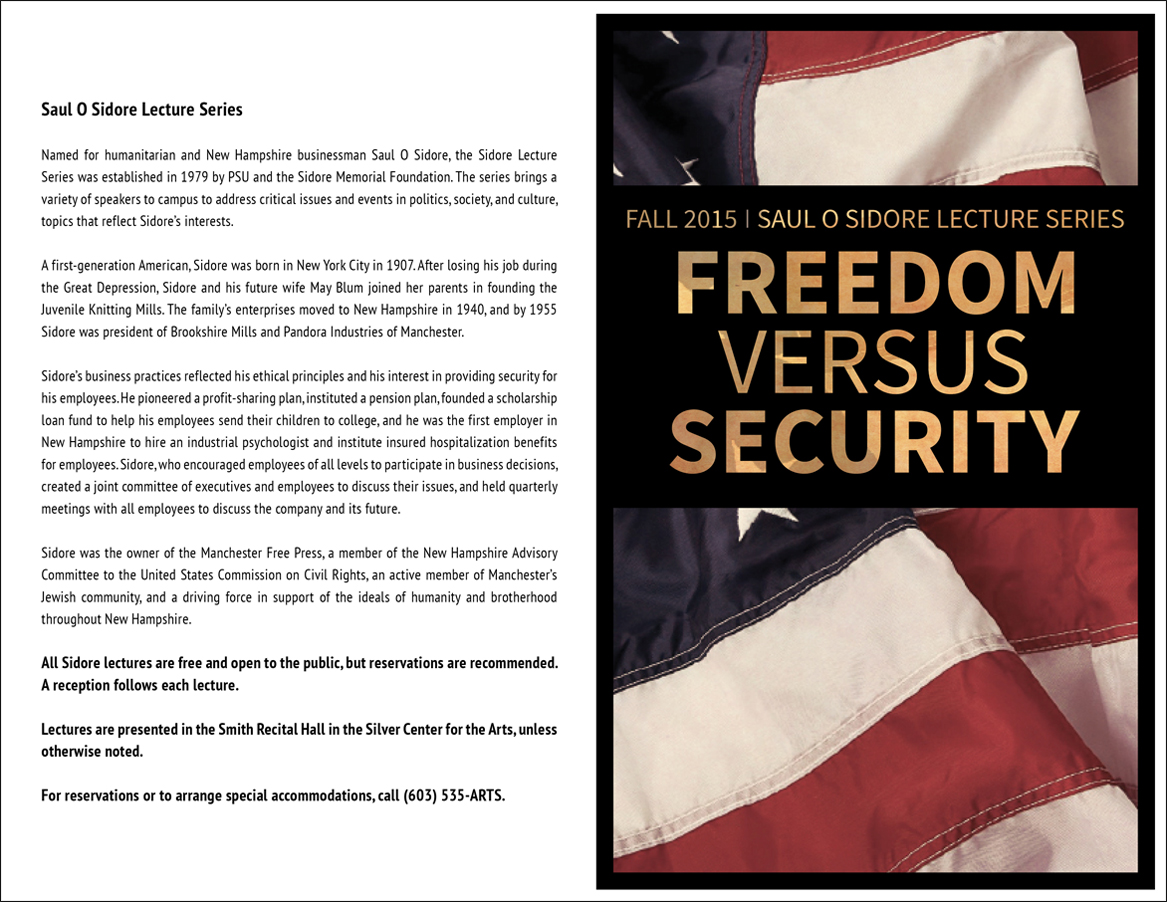 Saul O Sidore Lecture Series
Named for humanitarian and New Hampshire businessman Saul O Sidore, the Sidore Lecture
Series was established in 1979 by PSU and the Sidore Memorial Foundation. The series brings a
variety of speakers to campus to address critical issues and events in politics, society, and culture,
topics that reflect Sidore's interests.
A first-generation American, Sidore was born in New York City in 1907. After losing his job during
the Great Depression, Sidore and his future wife May Blum joined her parents in founding the
Juvenile Knitting Mills. The family's enterprises moved to New Hampshire in 1940, and by 1955
Sidore was president of Brookshire Mills and Pandora Industries of Manchester.
Sidore's business practices reflected his ethical principles and his interest in providing security for
his employees. He pioneered a profit-sharing plan, instituted a pension plan, founded a scholarship
loan fund to help his employees send their children to college, and he was the first employer in
New Hampshire to hire an industrial psychologist and institute insured hospitalization benefits
for employees. Sidore, who encouraged employees of all levels to participate in business decisions,
created a joint committee of executives and employees to discuss their issues, and held quarterly
meetings with all employees to discuss the company and its future.
Sidore was the owner of the Manchester Free Press, a member of the New Hampshire Advisory
Committee to the United States Commission on Civil Rights, an active member of Manchester's
Jewish community, and a driving force in support of the ideals of humanity and brotherhood
throughout New Hampshire.
All Sidore lectures are free and open to the public, but reservations are recommended.
A reception follows each lecture.
Lectures are presented in the Smith Recital Hall in the Silver Center for the Arts, unless
otherwise noted.
For reservations or to arrange special accommodations, call (603) 535-ARTS.
FALL 2015 | SAUL O SIDORE LECTURE SERIES
FREEDOM
VERSUS
SECURITY